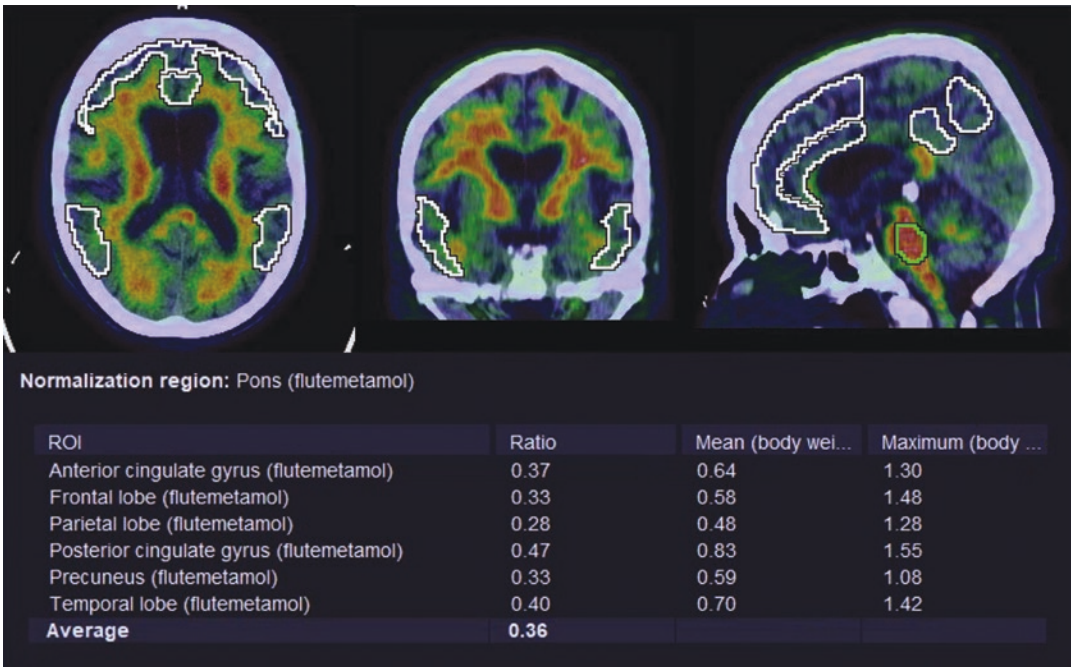 Normalization region: Pons (flutemetamol)
ROI Ratio Mean (body wei... Maximum (body ...
Anterior cingulate gyrus (flutemetamol) 0.37 0.64 1.30
Frontal lobe (flutemetamol) 0.33 0.58 1.48
Parietal lobe (flutemetamol) 0.28 0.48 1.28
Posterior cingulate gyrus (flutemetamol) 0.47 0.83 1.55
Precuneus (flutemetamol) 0.33 0.59 1.08
Temporal lobe (flutemetamol) 0.40 0.70 1.42
Average 0.36